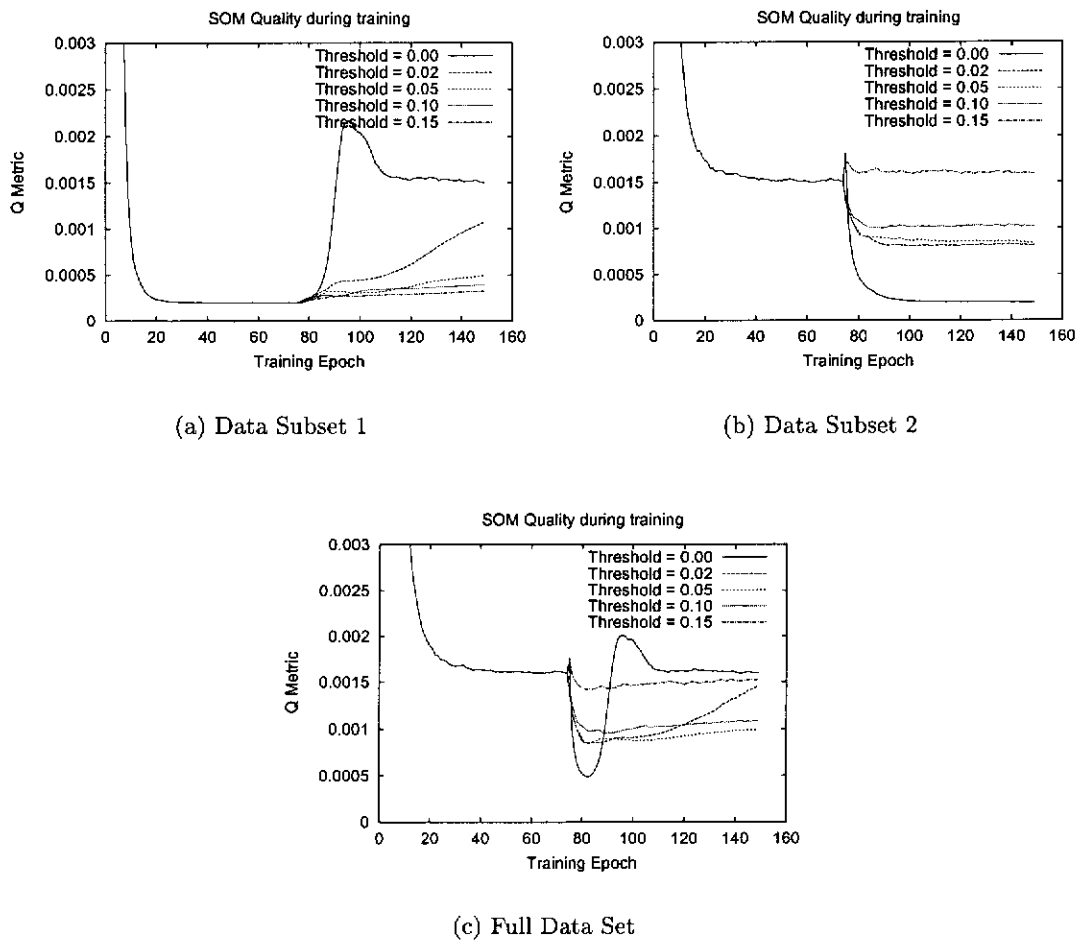 SOM Quality during training
0.003
0.0025
0.002
0.0015
0.001
0.0005
0
Q Metric
Threshold = 0.00
Threshold = 0.02
Threshold = 0.05
Threshold = 0.10
Threshold = 0.15
0 20 40 60 80 100 120 140 160
Training Epoch
(a) Data Subset 1
SOM Quality during training
0.003
0.0025
0.002
0.0015
0.001
0.0005
0
Q Metric
Threshold = 0.00
Threshold = 0.02
Threshold = 0.05
Threshold = 0.10
Threshold = 0.15
0 20 40 60 80 100 120 140 160
Training Epoch
(b) Data Subset 2
SOM Quality during training
0.003
0.0025
0.002
0.0015
0.001
0.0005
0
Q Metric
Threshold = 0.00
Threshold = 0.02
Threshold = 0.05
Threshold = 0.10
Threshold = 0.15
0 20 40 60 80 100 120 140 160
Training Epoch
(c) Full Data Set